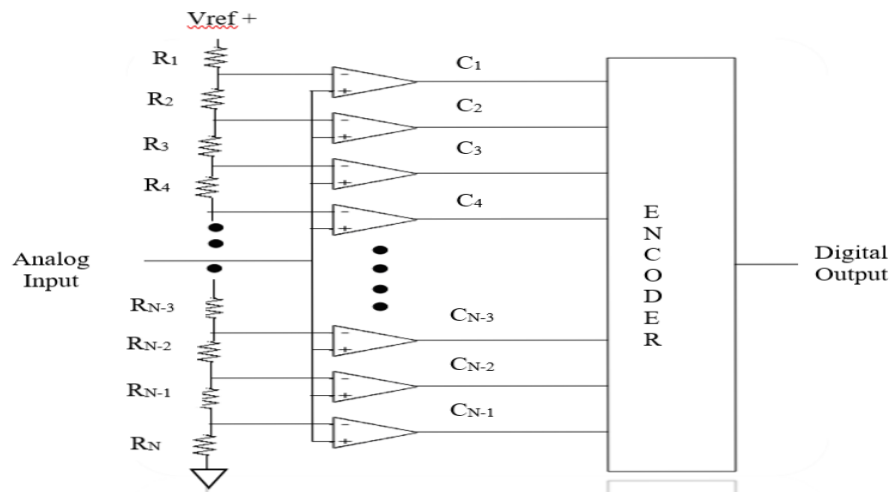 Vref +
R1
R2
R3
R4
C1
C2
C3
C4
Analog
Input
RN-3
RN-2
RN-1
RN
CN-3
CN-2
CN-1
ENCODER
Digital
Output